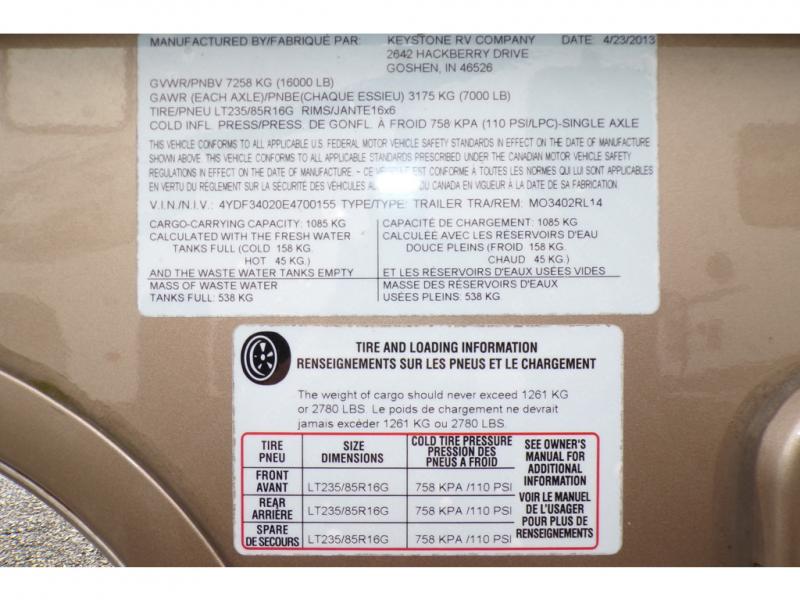 MANUFACTURED BY/FABRIQUÉ PAR: KEYSTONE RV COMPANY DATE: 4/23/2013
2642 HACKBERRY DRIVE
GOSHEN, IN 46526
GVWR/PNBV 7258 KG (16000 LB)
GAWR (EACH AXLE)/PNBE(CHAQUE ESSIEU) 3175 KG (7000 LB)
TIRE/PNEU LT235/85R16G RIMS/JANTE16x6
COLD INFL. PRESS/PRESS. DE GONFL. À FROID 758 KPA (110 PSI/LPC)-SINGLE AXLE
THIS VEHICLE CONFORMS TO ALL APPLICABLE U.S. FEDERAL MOTOR VEHICLE SAFETY STANDARDS IN EFFECT ON THE DATE OF MANUFACTURE
SHOWN ABOVE. THIS VEHICLE CONFORMS TO ALL APPLICABLE STANDARDS PRESCRIBED UNDER THE CANADIAN MOTOR VEHICLE SAFETY
REGULATIONS IN EFFECT ON THE DATE OF MANUFACTURE. - CE VÉHICULE EST CONFORME À TOUTES LES NORMES QUI LUI SONT APPLICABLES
EN VERTU DU RÈGLEMENT SUR LA SÉCURITÉ DES VÉHICULES DU CANADA EN VIGUEUR À LA DATE DE SA FABRICATION.
V.I.N./N.I.V.: 4YDF34020E4700155 TYPE/TYPE: TRAILER TRA/REM: MO3402RL14
CARGO-CARRYING CAPACITY: 1085 KG
CALCULATED WITH THE FRESH WATER
TANKS FULL (COLD 158 KG.
HOT 45 KG.)
AND THE WASTE WATER TANKS EMPTY
MASS OF WASTE WATER
TANKS FULL: 538 KG
CAPACITÉ DE CHARGEMENT: 1085 KG
CALCULÉE AVEC LES RÉSERVOIRS D'EAU
DOUCE PLEINS (FROID 158 KG.
CHAUD 45 KG.)
ET LES RÉSERVOIRS D'EAUX USÉES VIDES
MASSE DES RÉSERVOIRS D'EAUX
USÉES PLEINS: 538 KG
TIRE AND LOADING INFORMATION
RENSEIGNEMENTS SUR LES PNEUS ET LE CHARGEMENT
The weight of cargo should never exceed 1261 KG
or 2780 LBS. Le poids de chargement ne devrait
jamais excéder 1261 KG ou 2780 LBS.
TIRE
PNEU
SIZE
DIMENSIONS
COLD TIRE PRESSURE
PRESSION DES
PNEUS A FROID
FRONT
AVANT
LT235/85R16G
758 KPA /110 PSI
REAR
ARRIÈRE
LT235/85R16G
758 KPA /110 PSI
SPARE
DE SECOURS
LT235/85R16G
758 KPA /110 PSI
SEE OWNER'S
MANUAL FOR
ADDITIONAL
INFORMATION
VOIR LE MANUEL
DE L'USAGER
POUR PLUS DE
RENSEIGNEMENTS